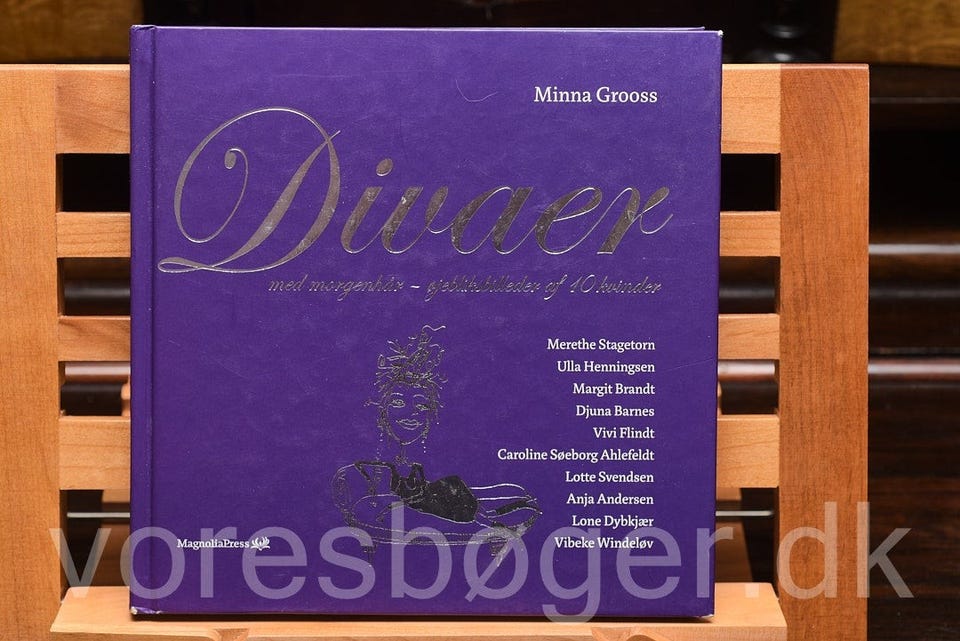 Minna Grooss
Divaer
med morgenhår – øjebliksbilleder af 10 kvinder
Merethe Stagetorn
Ulla Henningsen
Margit Brandt
Djuna Barnes
Vivi Flindt
Caroline Søeborg Ahlefeldt
Lotte Svendsen
Anja Andersen
Lone Dybkjær
Vibeke Windeløv
MagnoliaPress
voresbøger.dk